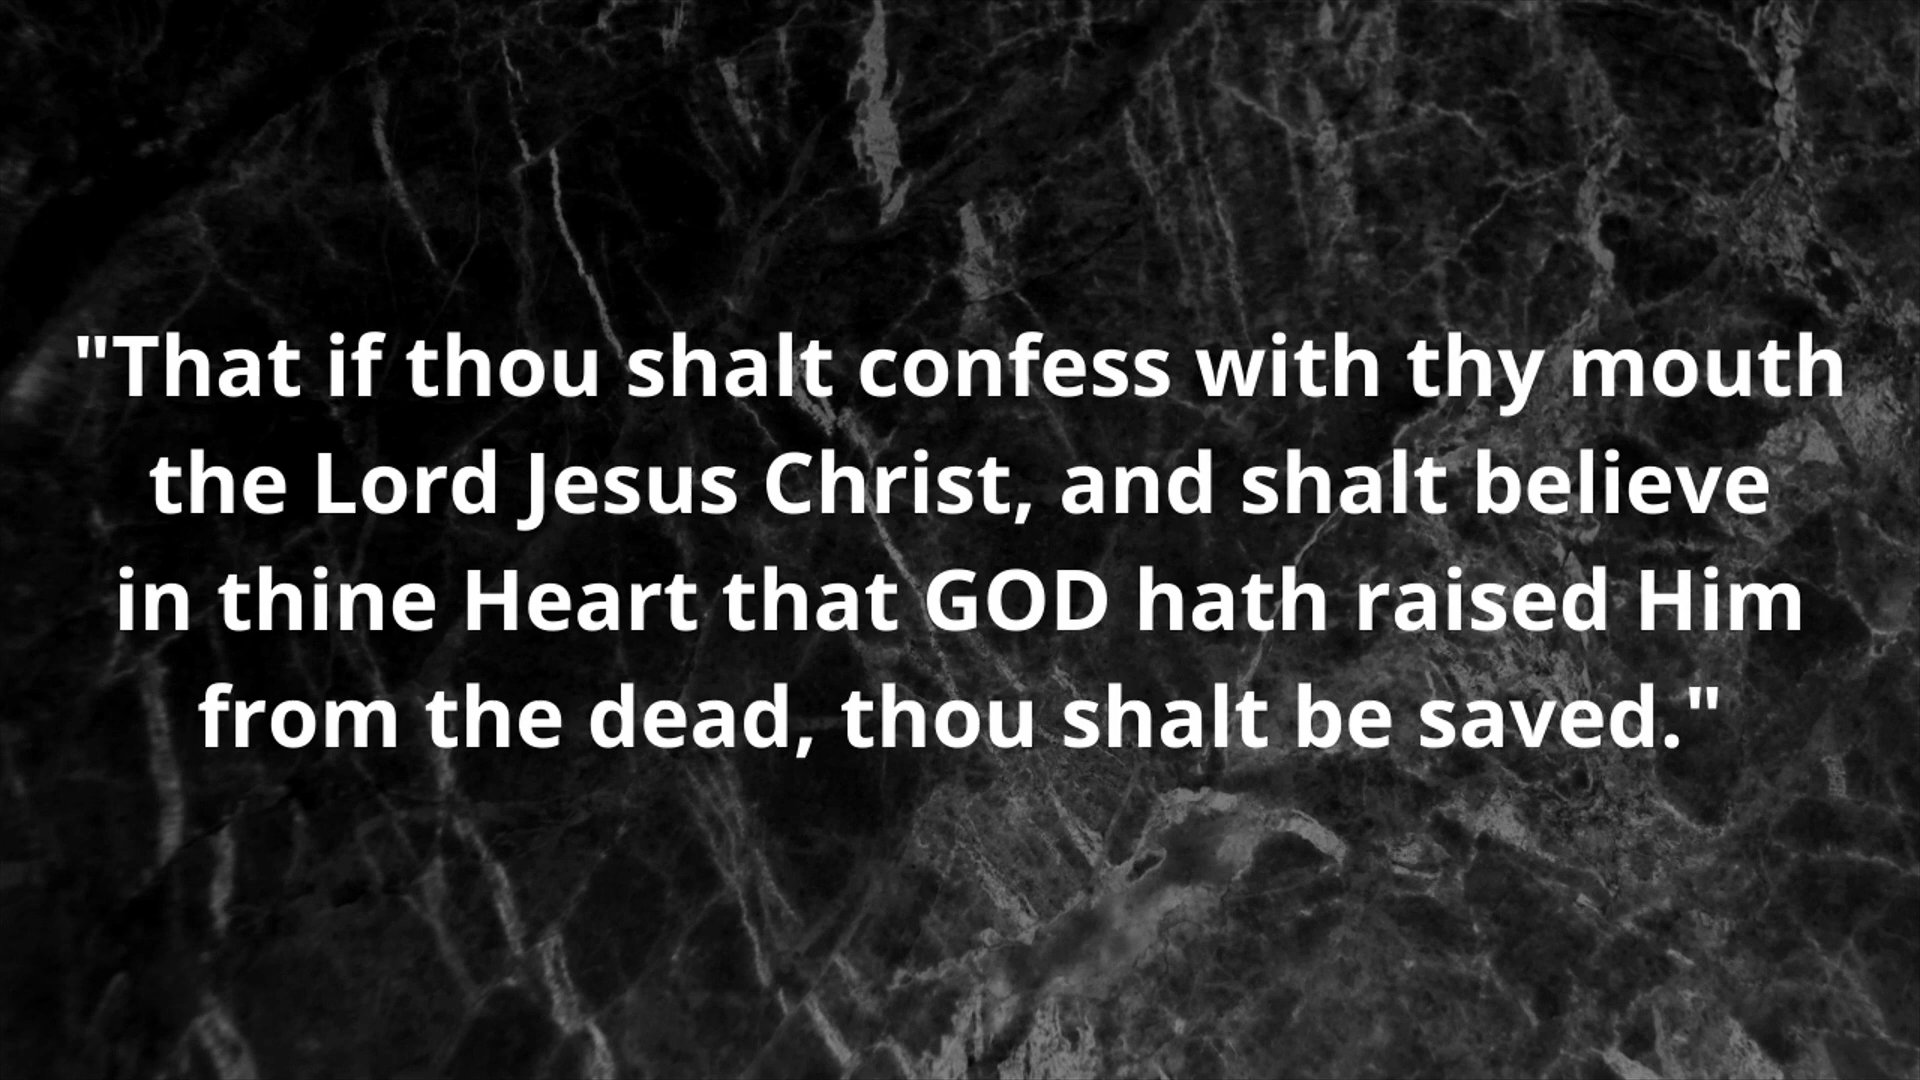 "That if thou shalt confess with thy mouth
the Lord Jesus Christ, and shalt believe
in thine Heart that GOD hath raised Him
from the dead, thou shalt be saved."